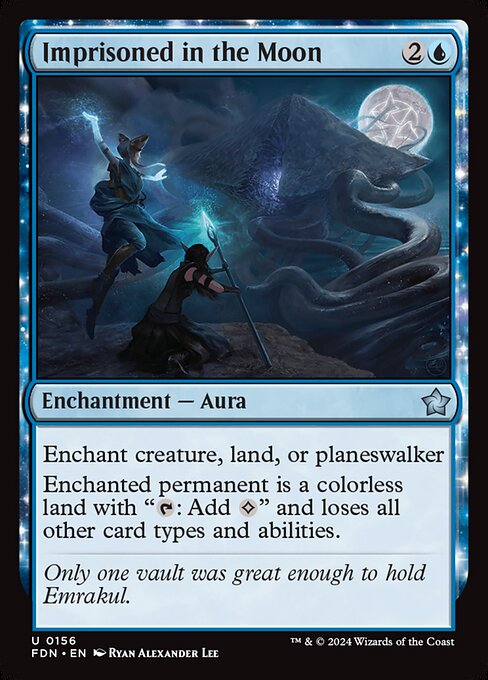 Imprisoned in the Moon 2
Enchantment — Aura
Enchant creature, land, or planeswalker
Enchanted permanent is a colorless
land with “: Add ” and loses all
other card types and abilities.
Only one vault was great enough to hold
Emrakul.
U 0156
™ & © 2024 Wizards of the Coast
FDN • EN Ryan Alexander Lee